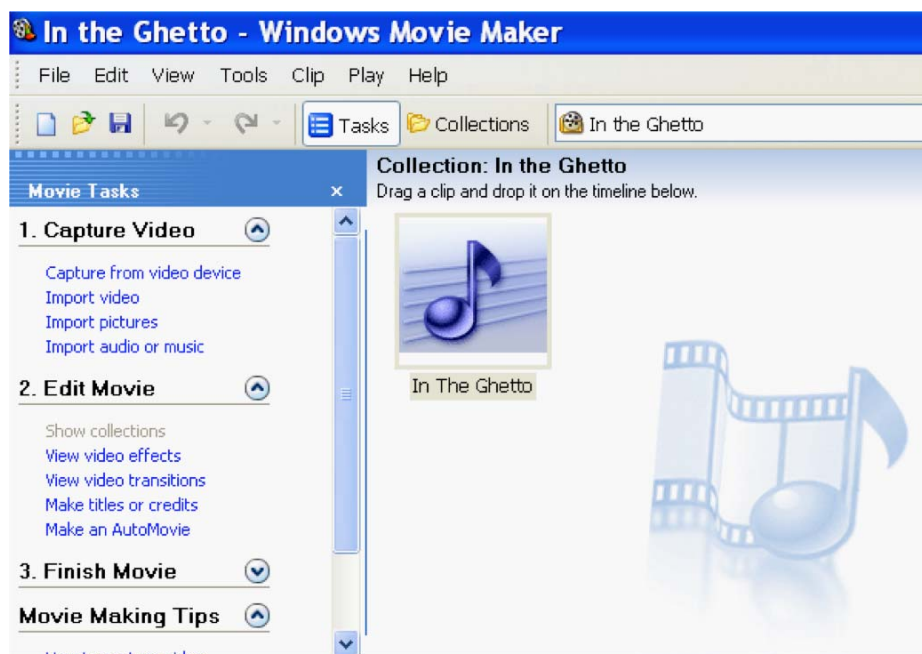 In the Ghetto - Windows Movie Maker
File Edit View Tools Clip Play Help
Tasks Collections In the Ghetto
Movie Tasks x
Collection: In the Ghetto
Drag a clip and drop it on the timeline below.
1. Capture Video
Capture from video device
Import video
Import pictures
Import audio or music
2. Edit Movie
Show collections
View video effects
View video transitions
Make titles or credits
Make an AutoMovie
3. Finish Movie
Movie Making Tips
In The Ghetto